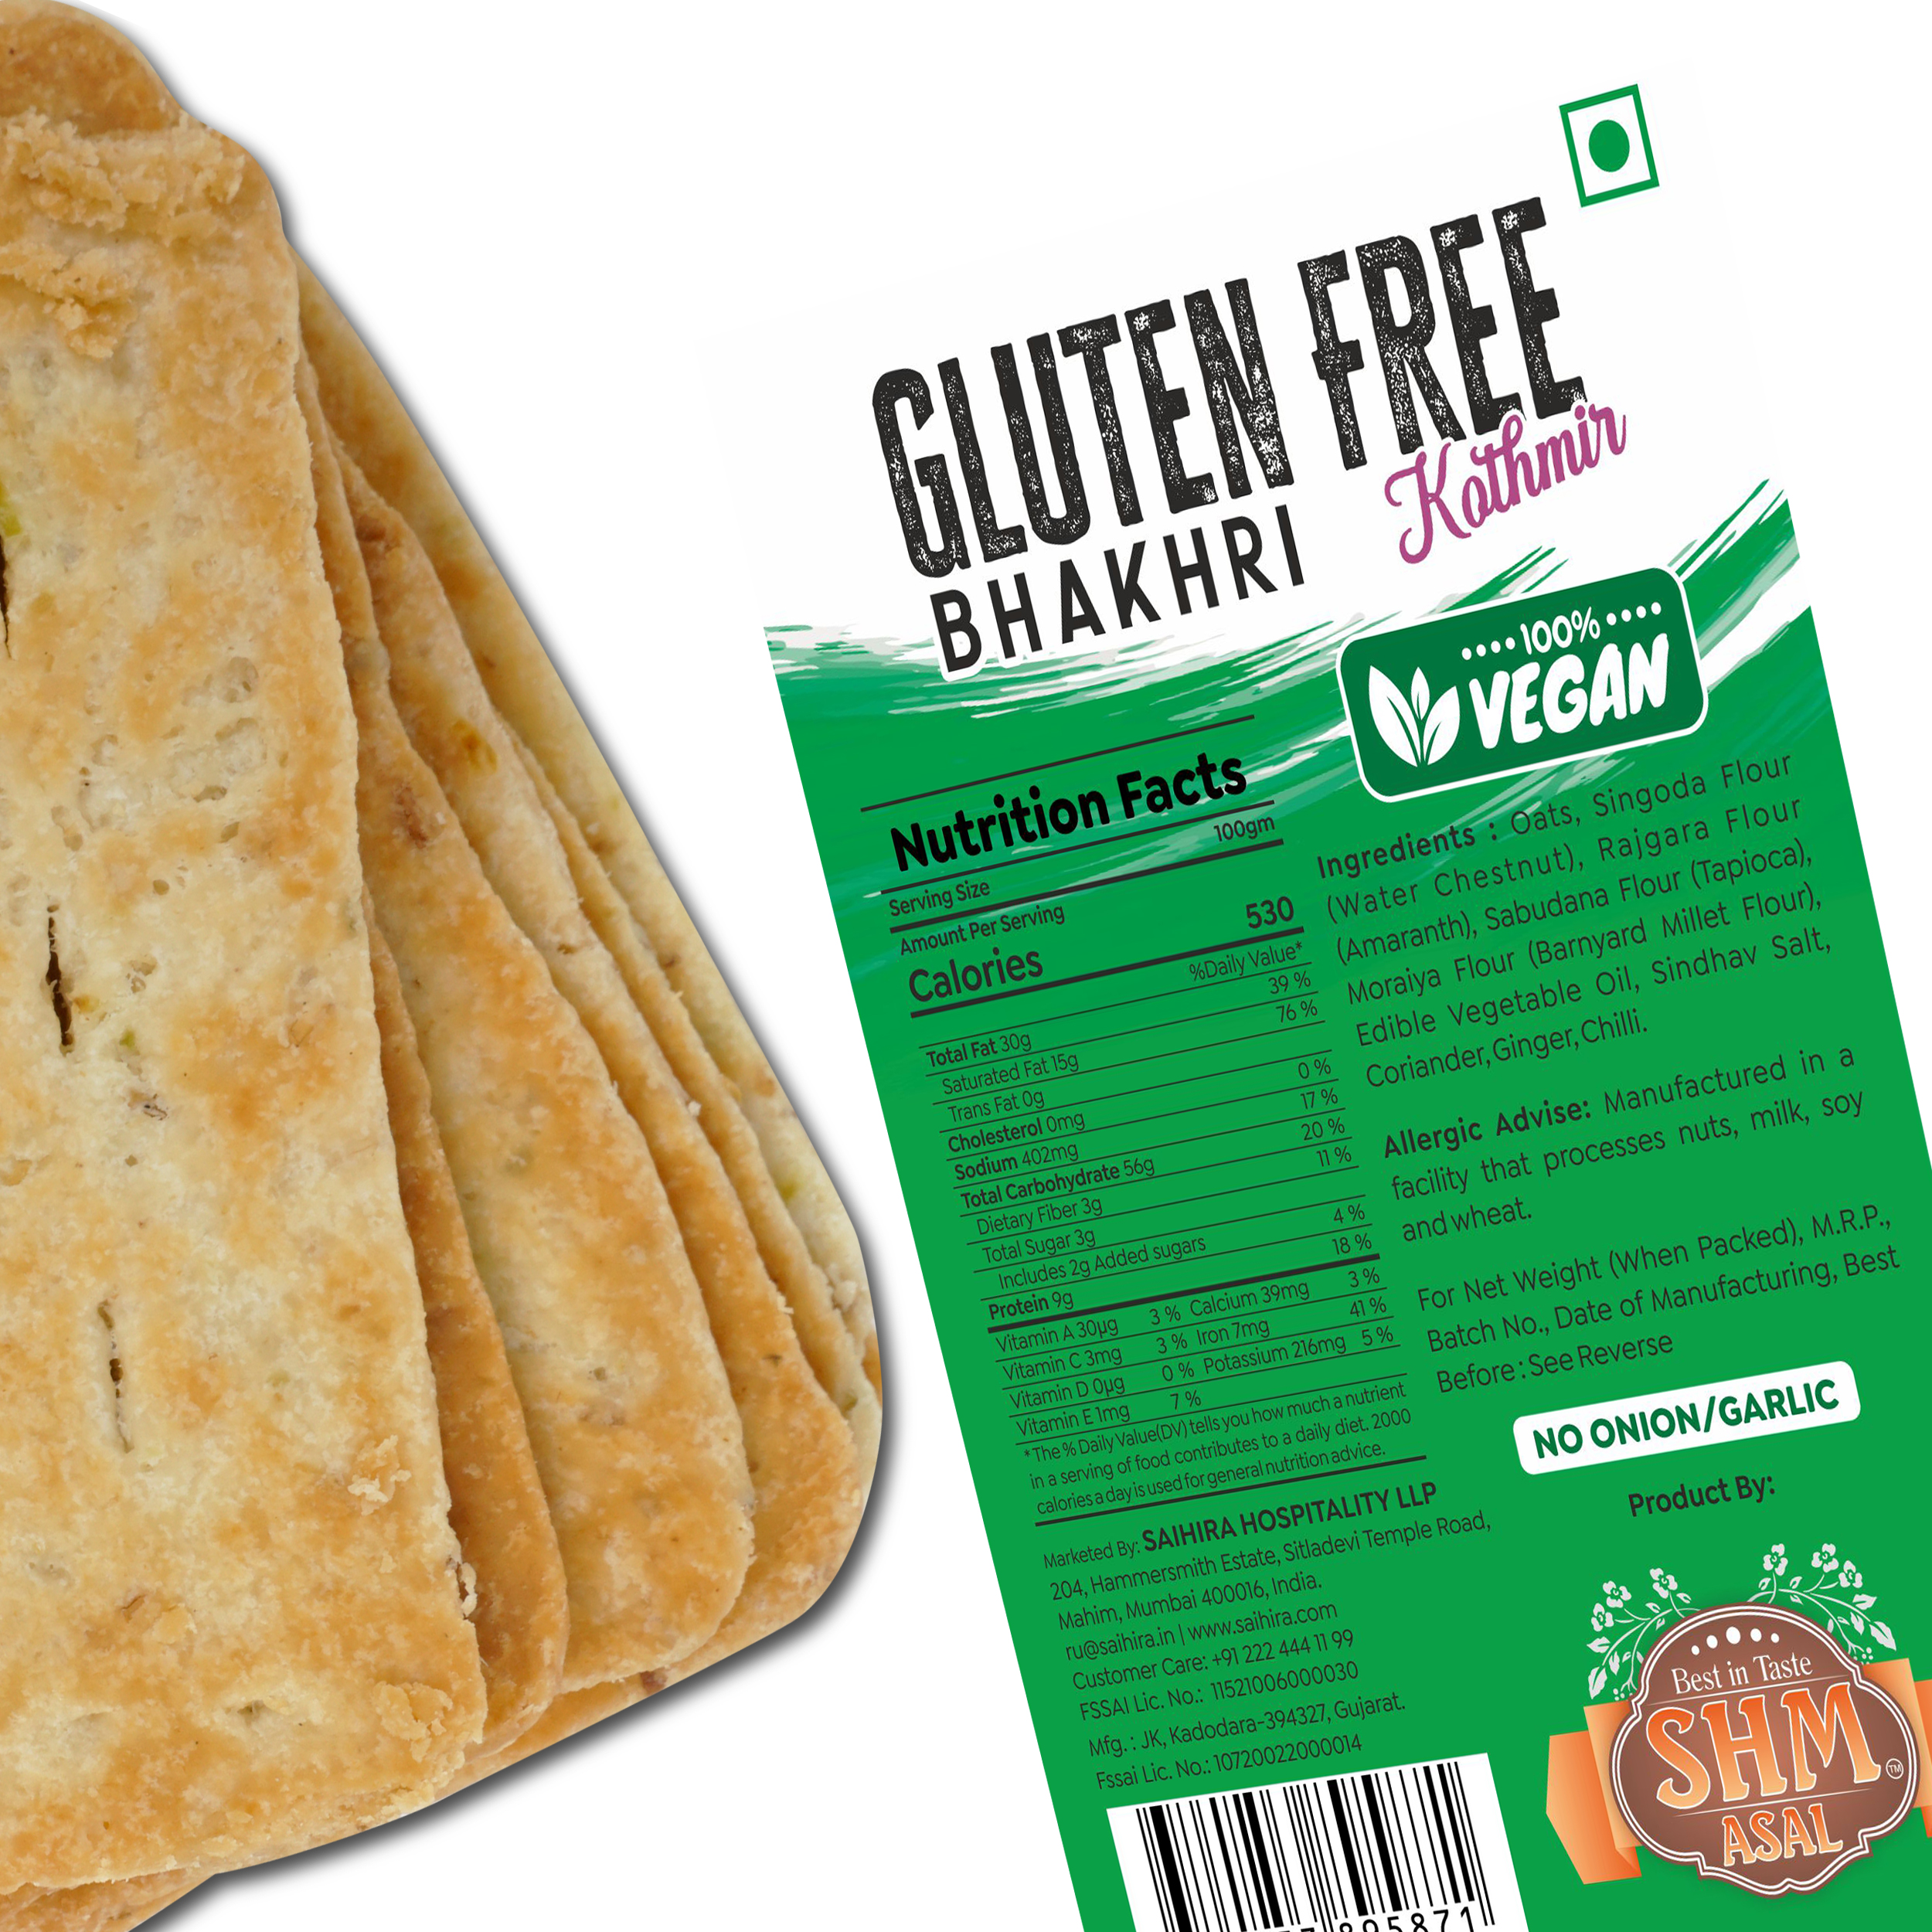 GLUTEN FREE
BHAKHRI
Kothmir
100%
VEGAN
Nutrition Facts
Serving Size 100gm
Amount Per Serving
Calories 530
%Daily Value*
Total Fat 30g 39 %
Saturated Fat 15g 76 %
Trans Fat 0g
Cholesterol 0mg 0 %
Sodium 402mg 17 %
Total Carbohydrate 56g 20 %
Dietary Fiber 3g 11 %
Total Sugar 3g
Includes 2g Added sugars 4 %
Protein 9g 18 %
Vitamin A 30µg 3 % Calcium 39mg 3 %
Vitamin C 3mg 3 % Iron 7mg 41 %
Vitamin D 0µg 0 % Potassium 216mg 5 %
Vitamin E 1mg 7 %
*The % Daily Value(DV) tells you how much a nutrient
in a serving of food contributes to a daily diet. 2000
calories a day is used for general nutrition advice.
Marketed By: SAIHIRA HOSPITALITY LLP
204, Hammersmith Estate, Sitladevi Temple Road,
Mahim, Mumbai 400016, India.
ru@saihira.in | www.saihira.com
Customer Care: +91 222 444 11 99
FSSAI Lic. No.: 11521006000030
Mfg. : JK, Kadodara-394327, Gujarat.
Fssai Lic. No.: 10720022000014
895871
Ingredients : Oats, Singoda Flour
(Water Chestnut), Rajgara Flour
(Amaranth), Sabudana Flour (Tapioca),
Moraiya Flour (Barnyard Millet Flour),
Edible Vegetable Oil, Sindhav Salt,
Coriander, Ginger, Chilli.
Allergic Advise: Manufactured in a
facility that processes nuts, milk, soy
and wheat.
For Net Weight (When Packed), M.R.P.,
Batch No., Date of Manufacturing, Best
Before : See Reverse
NO ONION/GARLIC
Product By:
Best in Taste
SHM
TM
ASAL